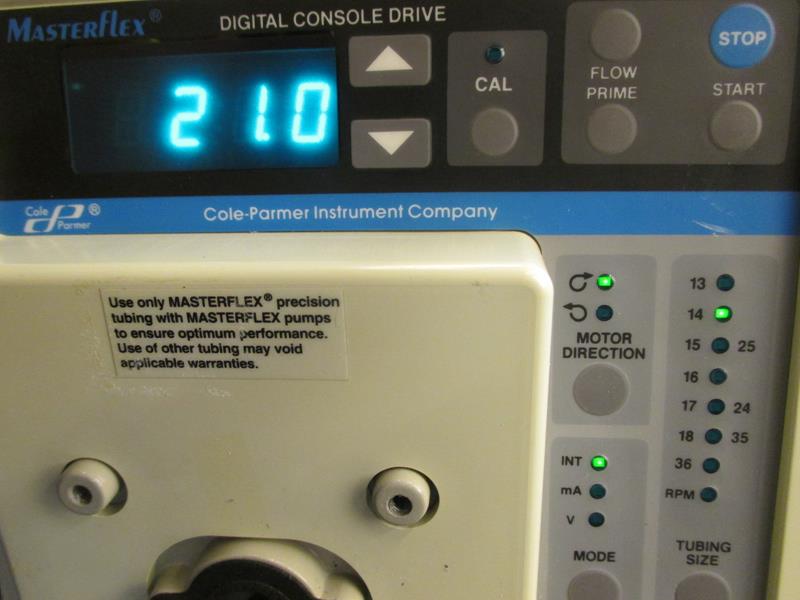 MASTERFLEX®
DIGITAL CONSOLE DRIVE
21.0
CAL
FLOW
PRIME
STOP
START
Cole
Parmer
®
Cole-Parmer Instrument Company
Use only MASTERFLEX® precision
tubing with MASTERFLEX pumps
to ensure optimum performance.
Use of other tubing may void
applicable warranties.
MOTOR
DIRECTION
INT
mA
V
MODE
13
14
15 25
16
17 24
18 35
36
RPM
TUBING
SIZE